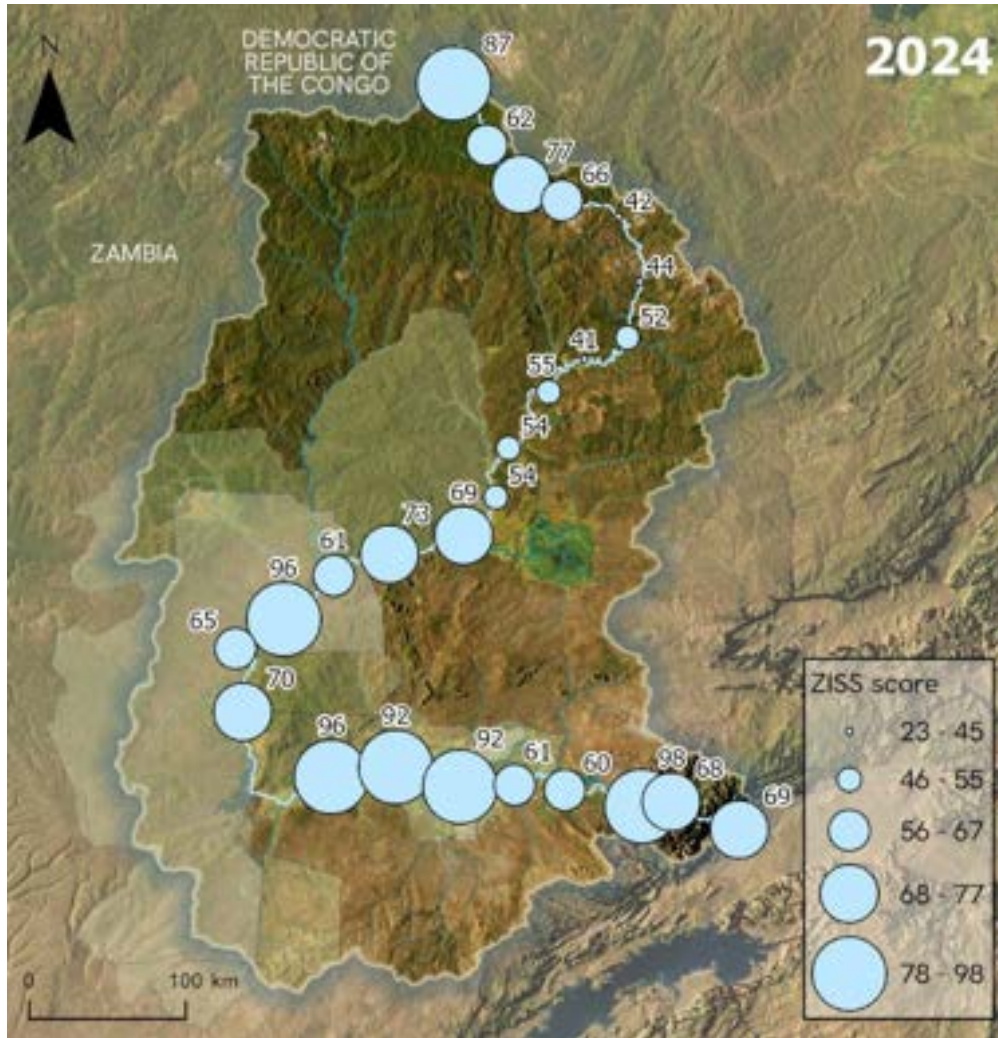 2024
N
DEMOCRATIC
REPUBLIC OF
THE CONGO
ZAMBIA
87
62
77
66
42
44
52
41
55
54
54
69
73
61
96
65
70
96
92
92
61
60
98
68
69
ZISS score
23 - 45
46 - 55
56 - 67
68 - 77
78 - 98
0
100 km